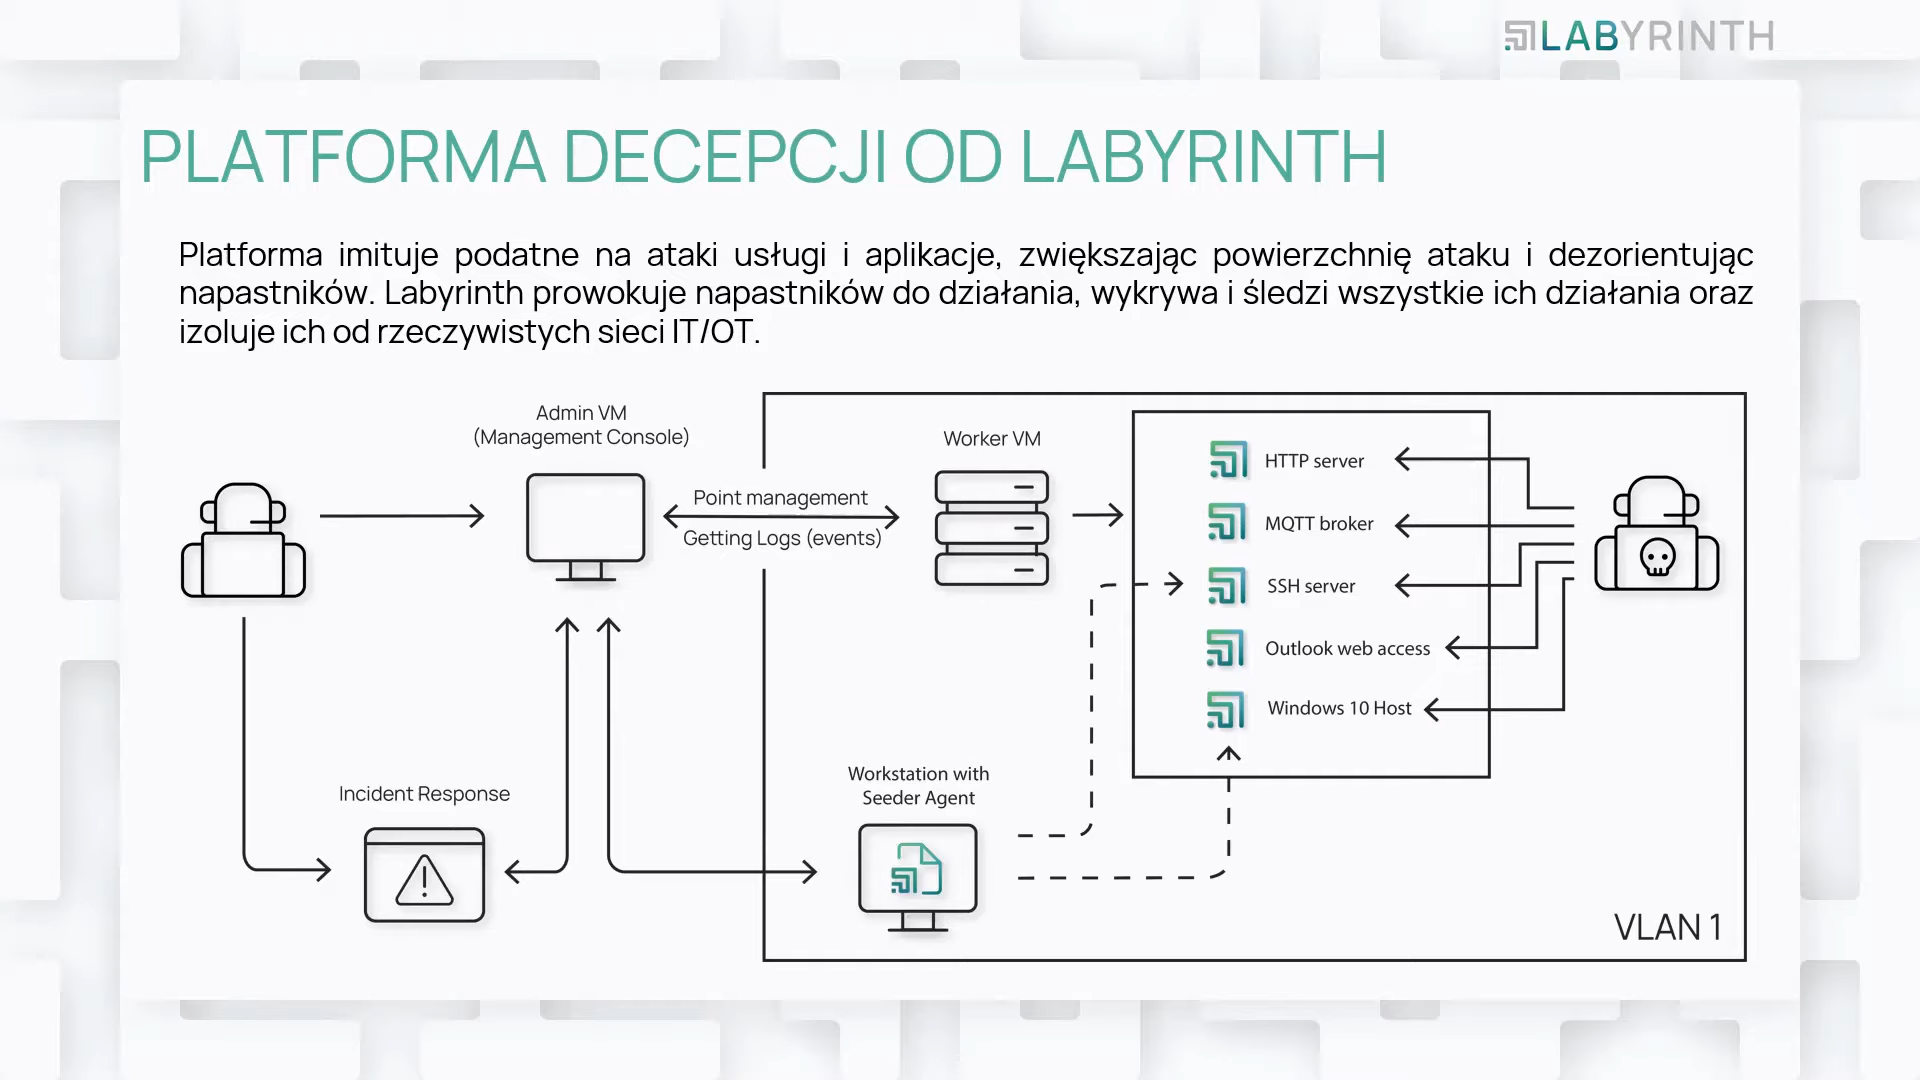 LABYRINTH
PLATFORMA DECEPCJI OD LABYRINTH
Platforma imituje podatne na ataki usługi i aplikacje, zwiększając powierzchnię ataku i dezorientując
napastników. Labyrinth prowokuje napastników do działania, wykrywa i śledzi wszystkie ich działania oraz
izoluje ich od rzeczywistych sieci IT/OT.
Admin VM
(Management Console)
Point management
Getting Logs (events)
Worker VM
HTTP server
MQTT broker
SSH server
Outlook web access
Windows 10 Host
Incident Response
Workstation with
Seeder Agent
VLAN 1